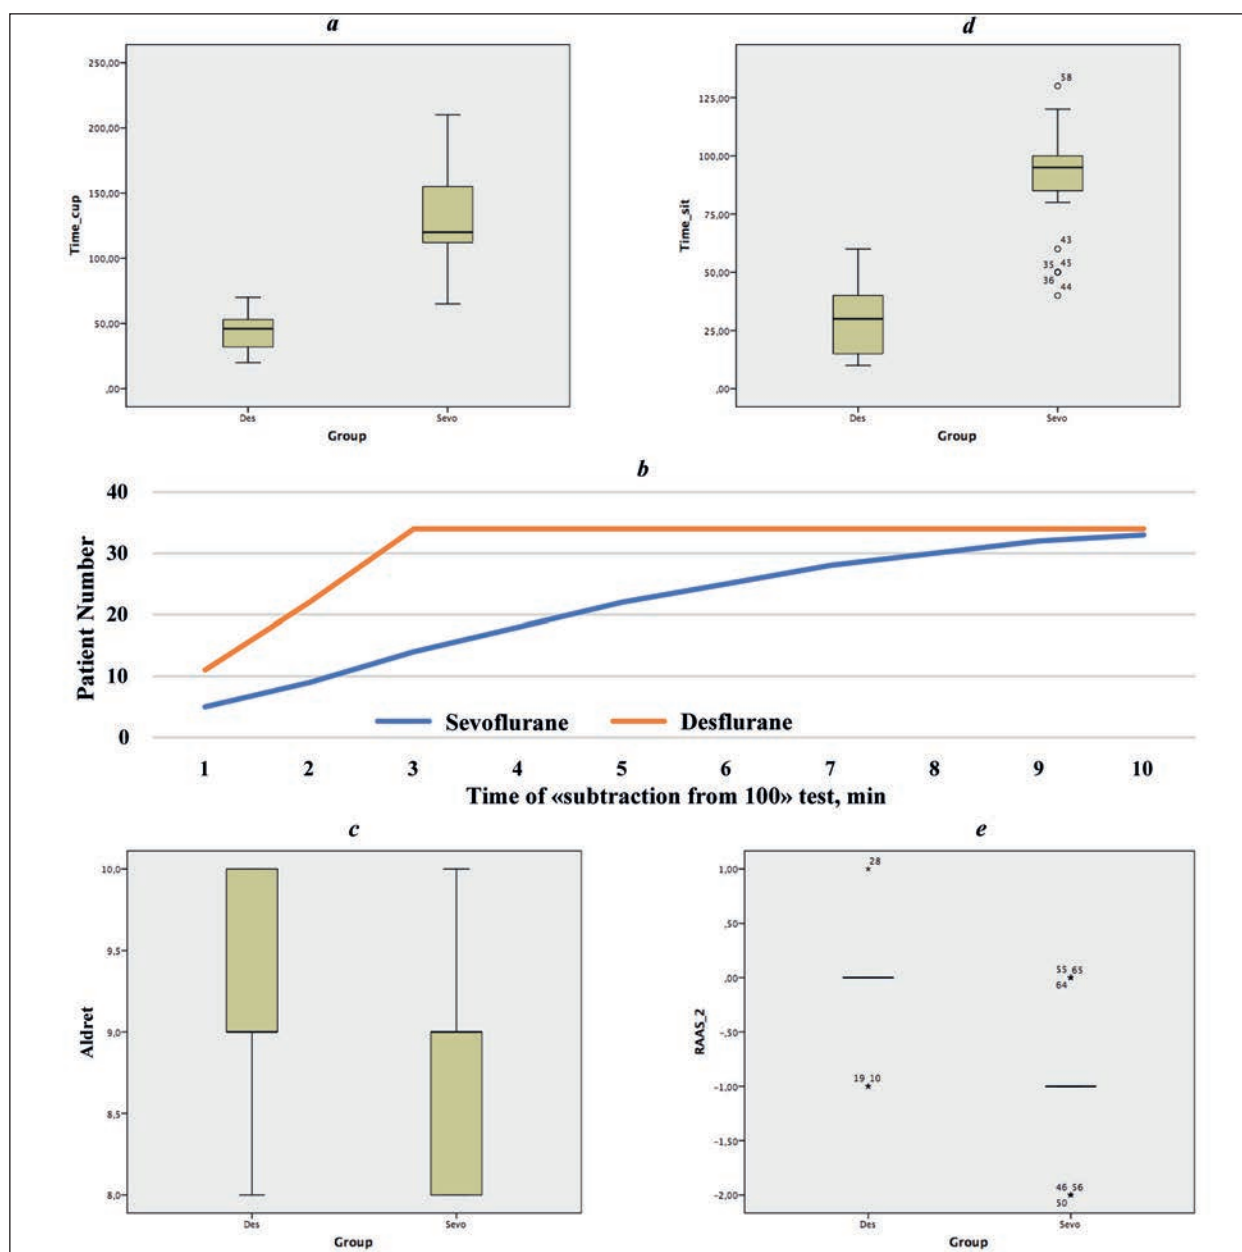 a
250,00
200,00
150,00
100,00
50,00
,00
Time_cup
Des
Sevo
Group
d
125,00
100,00
75,00
50,00
25,00
,00
Time_sit
58
43
35 45
36
44
Des
Sevo
Group
b
40
30
20
10
0
Patient Number
Sevoflurane
Desflurane
1 2 3 4 5 6 7 8 9 10
Time of «subtraction from 100» test, min
c
10,0
9,5
9,0
8,5
8,0
Aldret
Des
Sevo
Group
e
1,00
,50
,00
-,50
-1,00
-1,50
-2,00
RAAS_2
28
19 10
55 65
64
46 56
50
Des
Sevo
Group